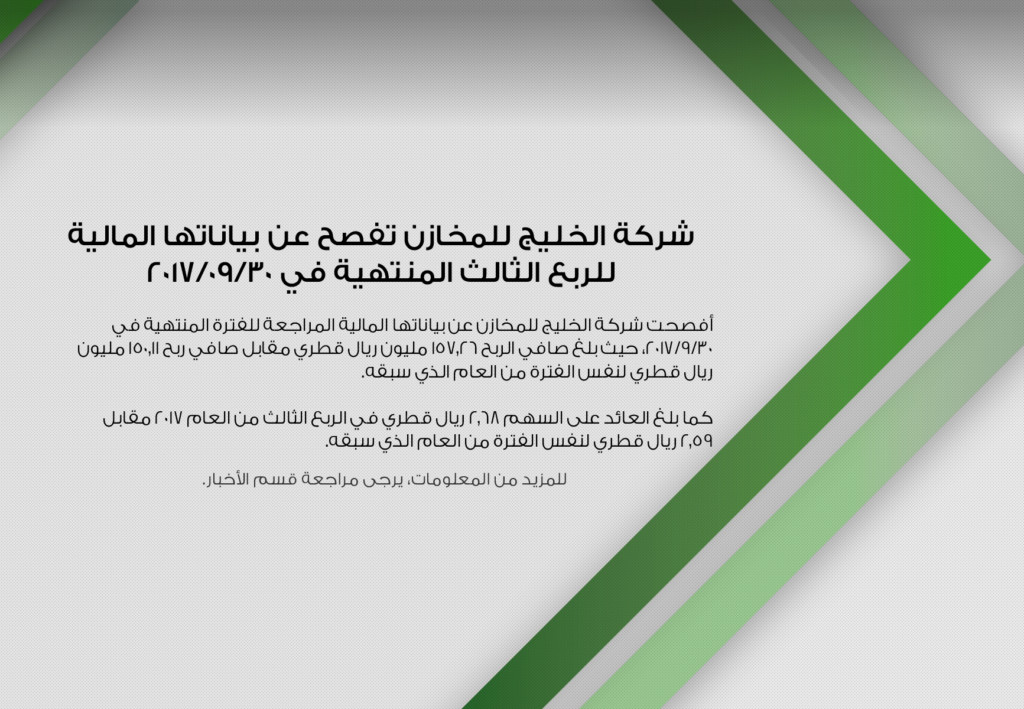 شركة الخليج للمخازن تفصح عن بياناتها المالية
للربع الثالث المنتهية في ٢٠١٧/٠٩/٣٠
أفصحت شركة الخليج للمخازن عن بياناتها المالية المراجعة للفترة المنتهية في
٢٠١٧/٩/٣٠، حيث بلغ صافي الربح ١٥٧,٢٦ مليون ريال قطري مقابل صافي ربح ١٥٠,١١ مليون
ريال قطري لنفس الفترة من العام الذي سبقه.
كما بلغ العائد على السهم ٢,٦٨ ريال قطري في الربع الثالث من العام ٢٠١٧ مقابل
٢,٥٩ ريال قطري لنفس الفترة من العام الذي سبقه.
للمزيد من المعلومات، يرجى مراجعة قسم الأخبار.